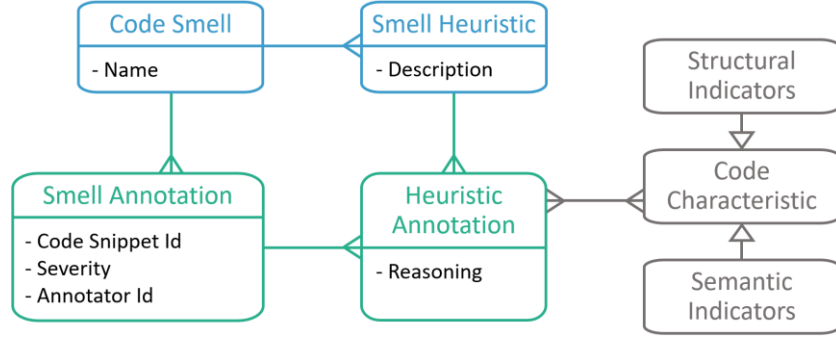 Code Smell
- Name
Smell Heuristic
- Description
Structural
Indicators
Smell Annotation
- Code Snippet Id
- Severity
- Annotator Id
Heuristic
Annotation
- Reasoning
Code
Characteristic
Semantic
Indicators